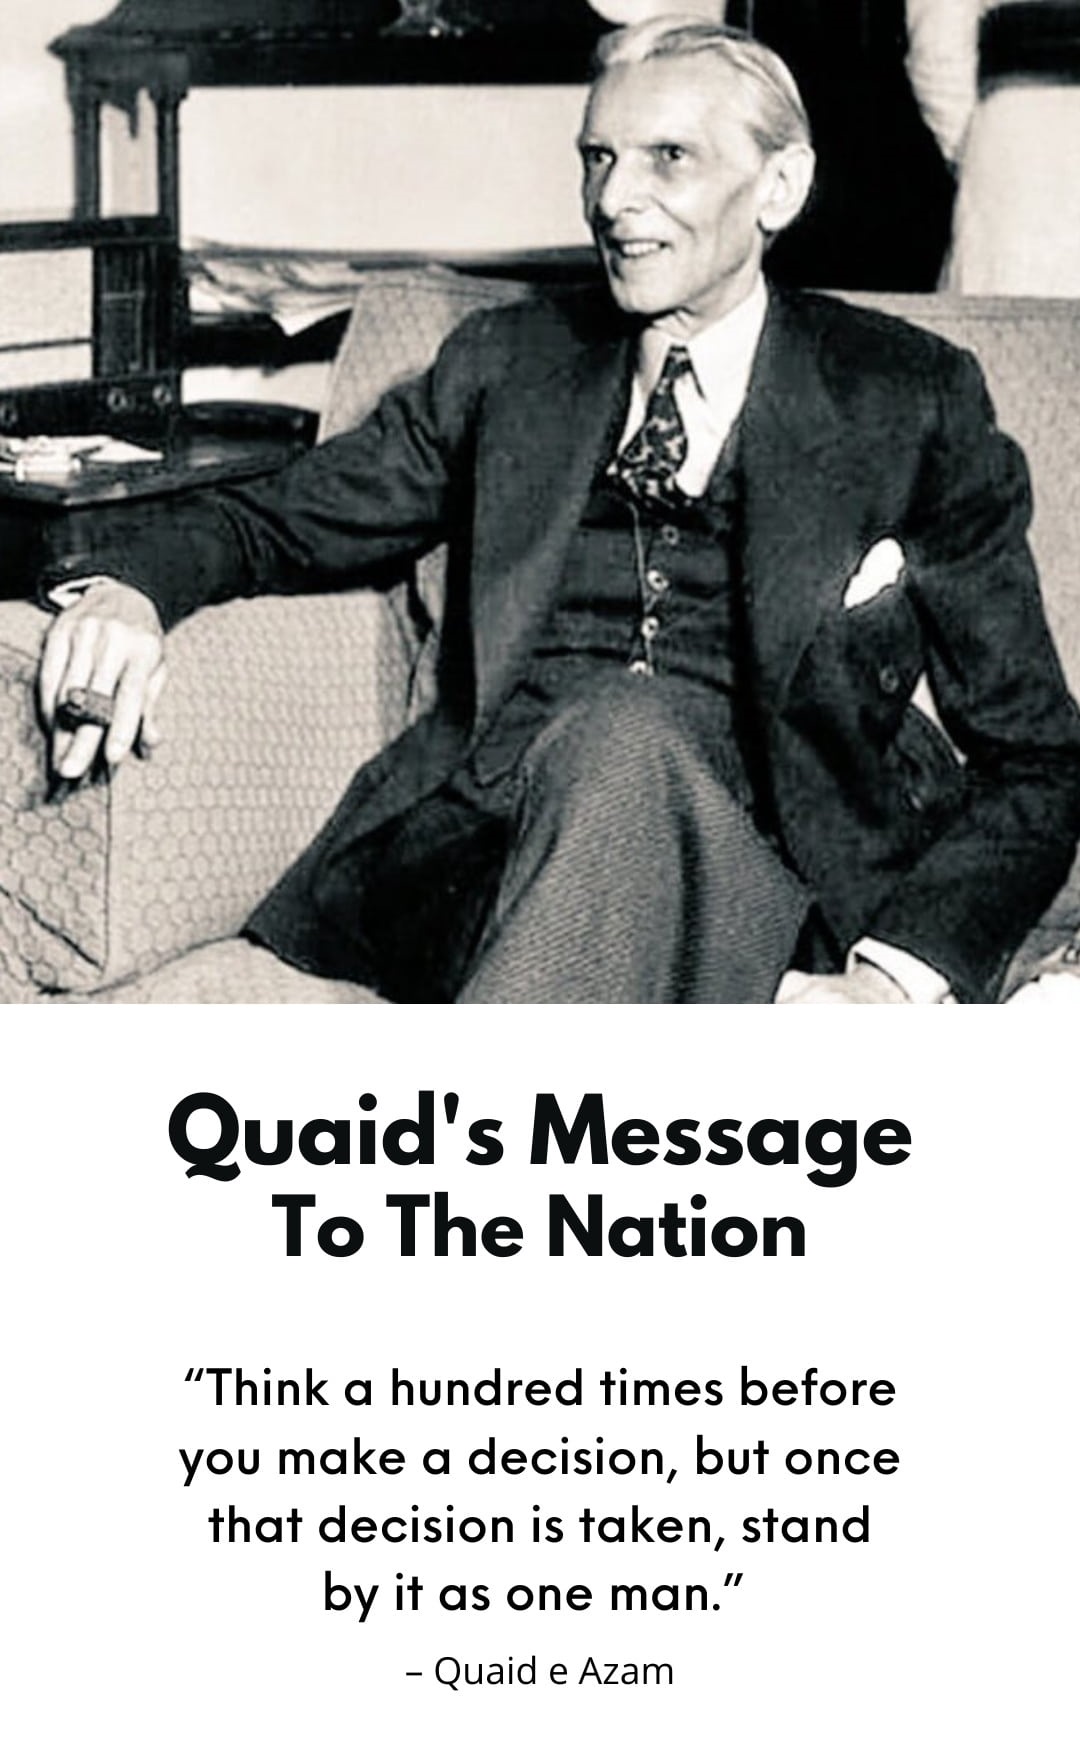 Quaid's Message
To The Nation
“Think a hundred times before
you make a decision, but once
that decision is taken, stand
by it as one man.”
– Quaid e Azam